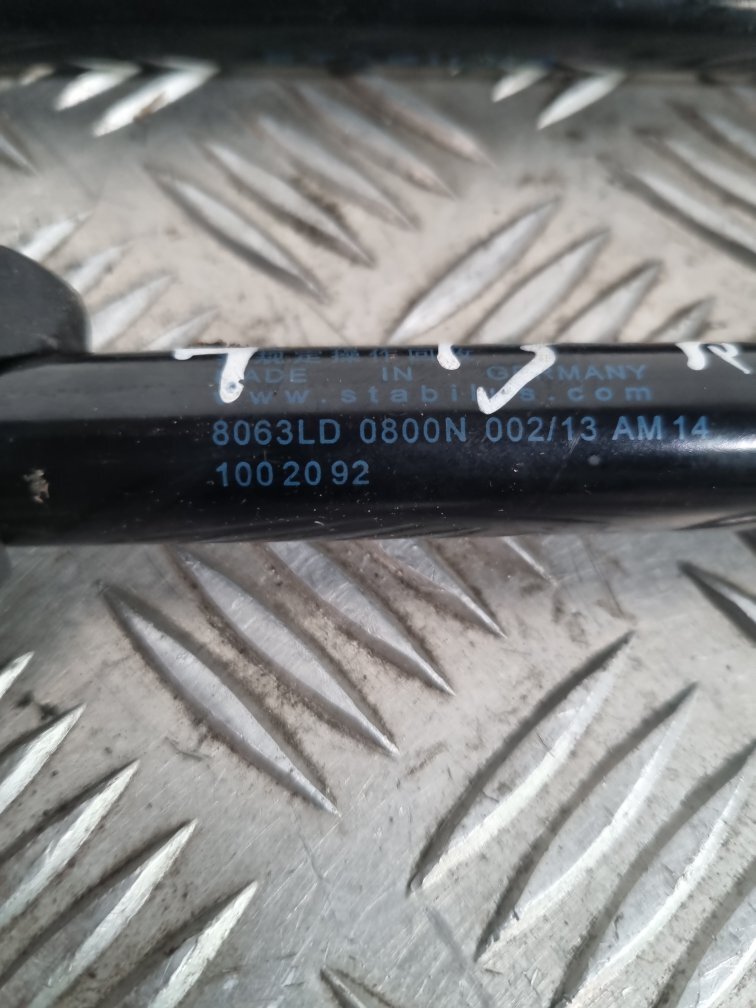 MADE IN GERMANY
www.stabilus.com
8063LD 0800N 002/13 AM14
1002092